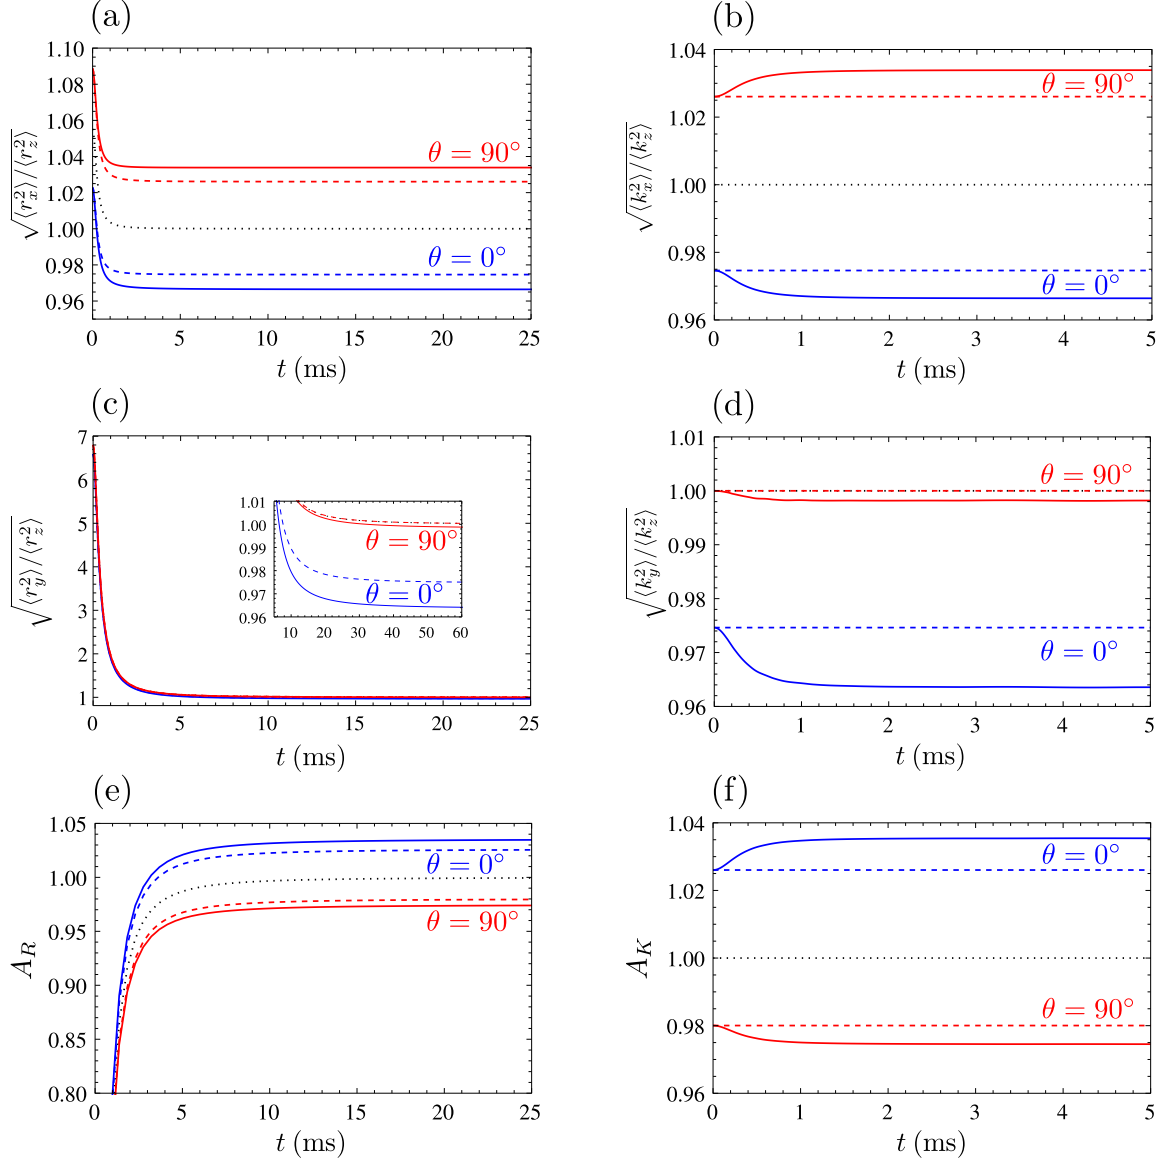 (a)
1.10
1.08
1.06
1.04
1.02
1.00
0.98
0.96
√⟨r_x^2⟩/⟨r_z^2⟩
θ = 90°
θ = 0°
0 5 10 15 20 25
t (ms)
(b)
1.04
1.02
1.00
0.98
0.96
√⟨k_x^2⟩/⟨k_z^2⟩
θ = 90°
θ = 0°
0 1 2 3 4 5
t (ms)
(c)
7
6
5
4
3
2
1
√⟨r_y^2⟩/⟨r_z^2⟩
1.01
1.00
0.99
0.98
0.97
0.96
θ = 90°
θ = 0°
10 20 30 40 50 60
0 5 10 15 20 25
t (ms)
(d)
1.01
1.00
0.99
0.98
0.97
0.96
√⟨k_y^2⟩/⟨k_z^2⟩
θ = 90°
θ = 0°
0 1 2 3 4 5
t (ms)
(e)
1.05
1.00
0.95
0.90
0.85
0.80
A_R
θ = 0°
θ = 90°
0 5 10 15 20 25
t (ms)
(f)
1.04
1.02
1.00
0.98
0.96
A_K
θ = 0°
θ = 90°
0 1 2 3 4 5
t (ms)